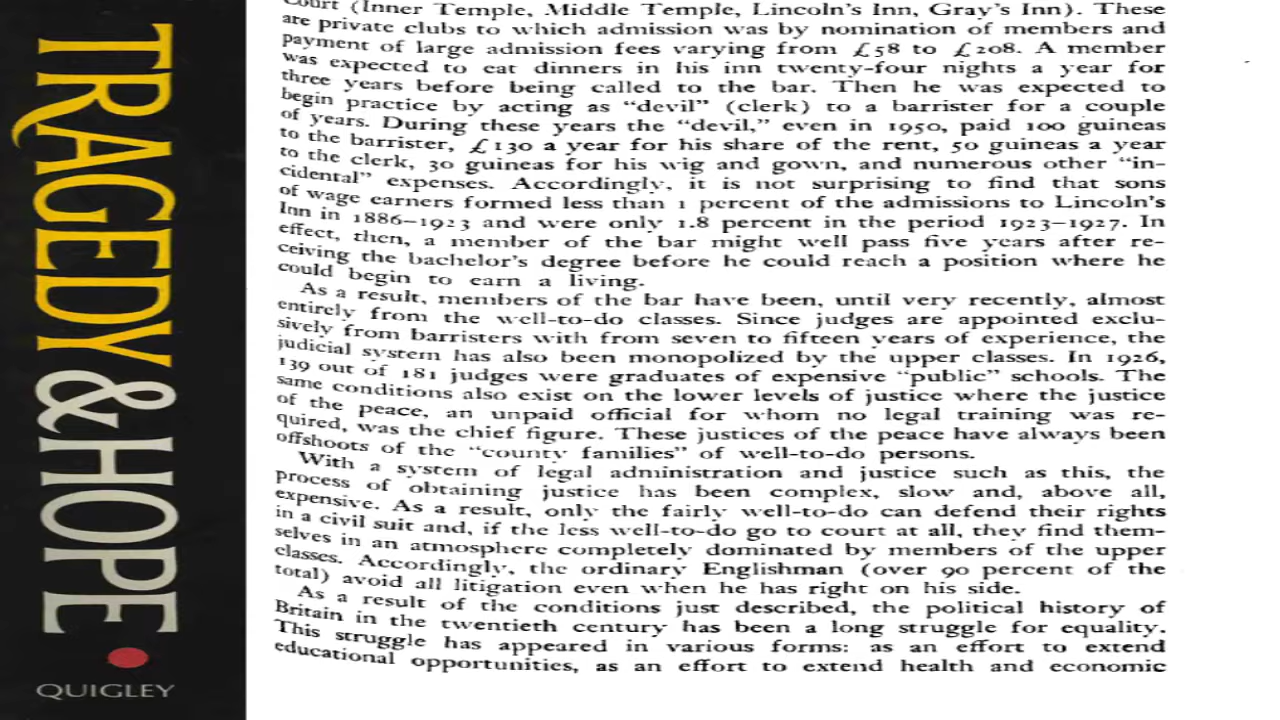 TRAGEDY & HOPE
QUIGLEY
Court (Inner Temple, Middle Temple, Lincoln's Inn, Gray's Inn). These
are private clubs to which admission was by nomination of members and
payment of large admission fees varying from £58 to £208. A member
was expected to eat dinners in his inn twenty-four nights a year for
three years before being called to the bar. Then he was expected to
begin practice by acting as "devil" (clerk) to a barrister for a couple
of years. During these years the "devil," even in 1950, paid 100 guineas
to the barrister, £130 a year for his share of the rent, 50 guineas a year
to the clerk, 30 guineas for his wig and gown, and numerous other "in-
cidental" expenses. Accordingly, it is not surprising to find that sons
of wage earners formed less than 1 percent of the admissions to Lincoln's
Inn in 1886–1923 and were only 1.8 percent in the period 1923–1927. In
effect, then, a member of the bar might well pass five years after re-
ceiving the bachelor's degree before he could reach a position where he
could begin to earn a living.
As a result, members of the bar have been, until very recently, almost
entirely from the well-to-do classes. Since judges are appointed exclu-
sively from barristers with from seven to fifteen years of experience, the
judicial system has also been monopolized by the upper classes. In 1926,
139 out of 181 judges were graduates of expensive "public" schools. The
same conditions also exist on the lower levels of justice where the justice
of the peace, an unpaid official for whom no legal training was re-
quired, was the chief figure. These justices of the peace have always been
offshoots of the "county families" of well-to-do persons.
With a system of legal administration and justice such as this, the
process of obtaining justice has been complex, slow and, above all,
expensive. As a result, only the fairly well-to-do can defend their rights
in a civil suit and, if the less well-to-do go to court at all, they find them-
selves in an atmosphere completely dominated by members of the upper
classes. Accordingly, the ordinary Englishman (over 90 percent of the
total) avoid all litigation even when he has right on his side.
As a result of the conditions just described, the political history of
Britain in the twentieth century has been a long struggle for equality.
This struggle has appeared in various forms: as an effort to extend
educational opportunities, as an effort to extend health and economic